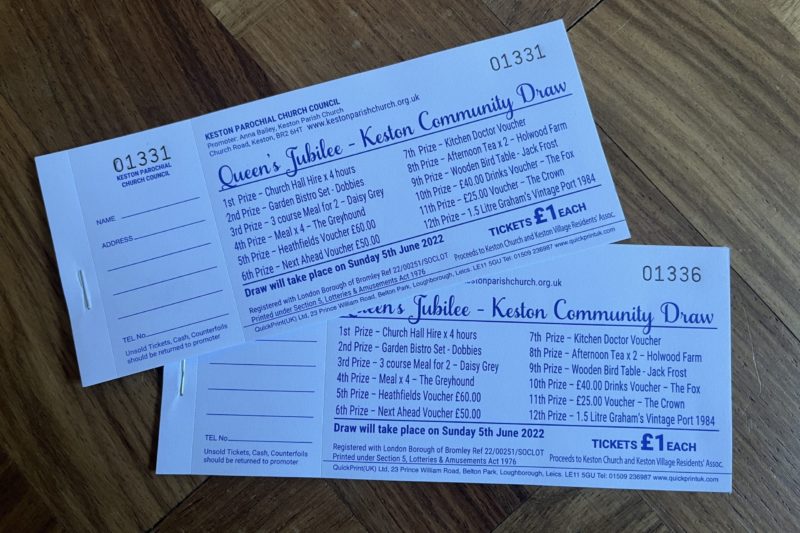 01331
KESTON PAROCHIAL
CHURCH COUNCIL
NAME
ADDRESS
TEL No.
Unsold Tickets, Cash, Counterfoils
should be returned to promoter
KESTON PAROCHIAL CHURCH COUNCIL
Promoter: Anna Bailey, Keston Parish Church
Church Road, Keston, BR2 6HT www.kestonparishchurch.org.uk
01331
Queen's Jubilee - Keston Community Draw
1st Prize – Church Hall Hire x 4 hours
2nd Prize – Garden Bistro Set - Dobbies
3rd Prize – 3 course Meal for 2 – Daisy Grey
4th Prize – Meal x 4 – The Greyhound
5th Prize – Heathfields Voucher £60.00
6th Prize – Next Ahead Voucher £50.00
7th Prize – Kitchen Doctor Voucher
8th Prize – Afternoon Tea x 2 – Holwood Farm
9th Prize – Wooden Bird Table - Jack Frost
10th Prize – £40.00 Drinks Voucher – The Fox
11th Prize – £25.00 Voucher – The Crown
12th Prize – 1.5 Litre Graham's Vintage Port 1984
Draw will take place on Sunday 5th June 2022
TICKETS £1 EACH
Registered with London Borough of Bromley Ref 22/00251/SOCLOT
Proceeds to Keston Church and Keston Village Residents' Assoc.
Printed under Section 5, Lotteries & Amusements Act 1976
QuickPrint(UK) Ltd, 23 Prince William Road, Belton Park, Loughborough, Leics. LE11 5GU Tel: 01509 236987 www.quickprintuk.com
TEL No
Unsold Tickets, Cash, Counterfoils
should be returned to promoter
estonparishchurch.org.uk
01336
Queen's Jubilee - Keston Community Draw
1st Prize – Church Hall Hire x 4 hours
2nd Prize – Garden Bistro Set - Dobbies
3rd Prize – 3 course Meal for 2 – Daisy Grey
4th Prize – Meal x 4 – The Greyhound
5th Prize – Heathfields Voucher £60.00
6th Prize – Next Ahead Voucher £50.00
7th Prize – Kitchen Doctor Voucher
8th Prize – Afternoon Tea x 2 – Holwood Farm
9th Prize – Wooden Bird Table - Jack Frost
10th Prize – £40.00 Drinks Voucher – The Fox
11th Prize – £25.00 Voucher – The Crown
12th Prize – 1.5 Litre Graham's Vintage Port 1984
Draw will take place on Sunday 5th June 2022
TICKETS £1 EACH
Registered with London Borough of Bromley Ref 22/00251/SOCLOT
Proceeds to Keston Church and Keston Village Residents' Assoc.
Printed under Section 5, Lotteries & Amusements Act 1976
QuickPrint(UK) Ltd, 23 Prince William Road, Belton Park, Loughborough, Leics. LE11 5GU Tel: 01509 236987 www.quickprintuk.com